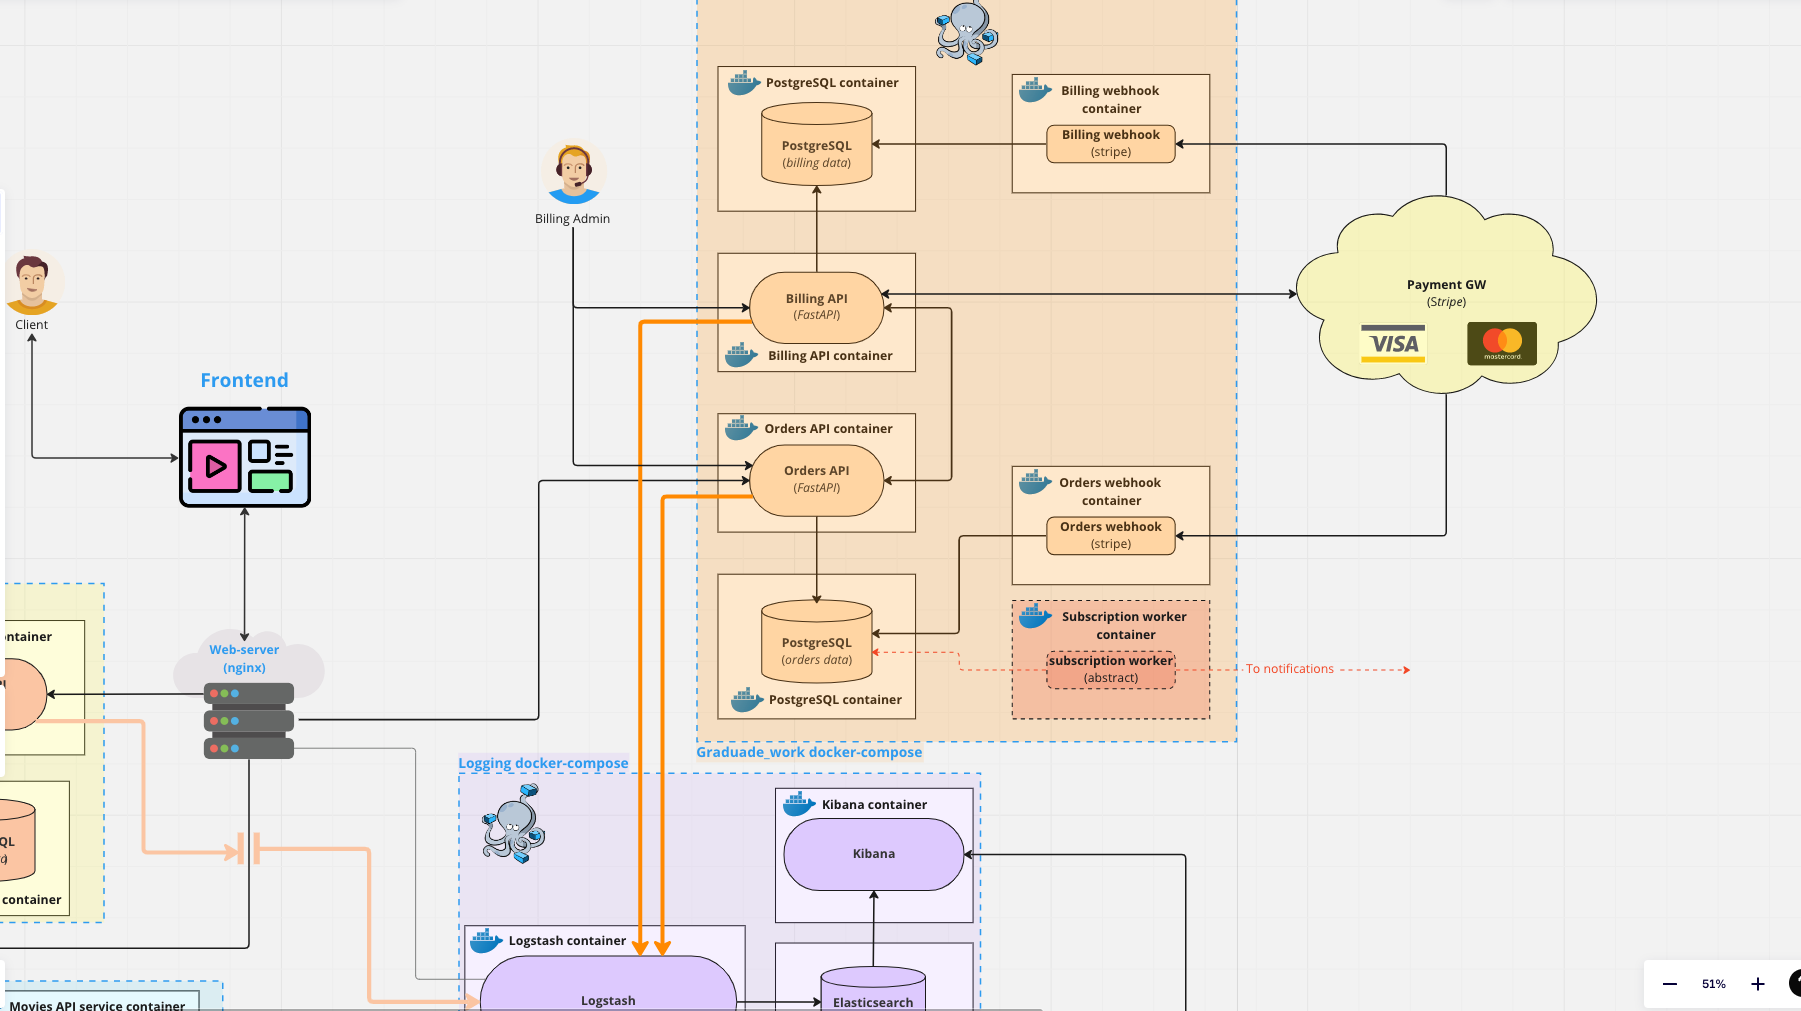 PostgreSQL container
PostgreSQL
(billing data)
Billing webhook
container
Billing webhook
(stripe)
Billing Admin
Client
Billing API
(FastAPI)
Billing API container
Payment GW
(Stripe)
VISA
mastercard.
Frontend
Orders API container
Orders API
(FastAPI)
Orders webhook
container
Orders webhook
(stripe)
PostgreSQL
(orders data)
PostgreSQL container
Subscription worker
container
subscription worker
(abstract)
To notifications
Graduade_work docker-compose
ontainer
Web-server
(nginx)
QL
container
Logging docker-compose
Kibana container
Kibana
Logstash container
Logstash
Elasticsearch
Movies API service container
51%